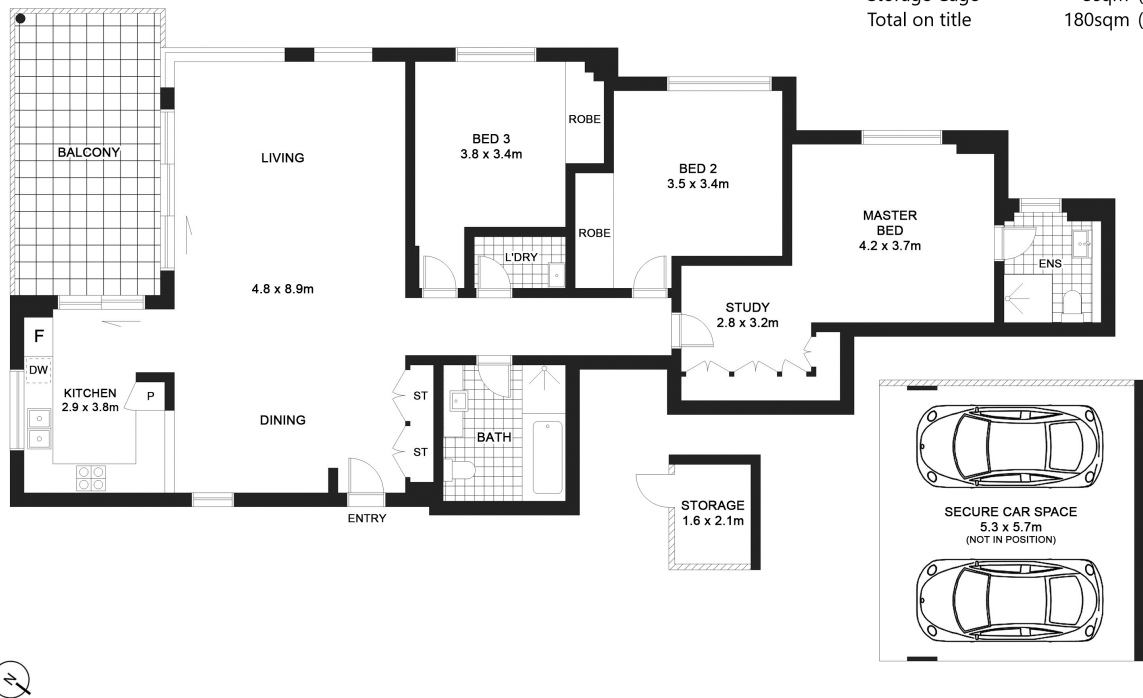 Total on title 180sqm (
BALCONY
LIVING
BED 3
3.8 x 3.4m
ROBE
BED 2
3.5 x 3.4m
ROBE
L'DRY
MASTER
BED
4.2 x 3.7m
ENS
4.8 x 8.9m
STUDY
2.8 x 3.2m
F
DW
KITCHEN
2.9 x 3.8m
P
DINING
ST
ST
BATH
ENTRY
STORAGE
1.6 x 2.1m
SECURE CAR SPACE
5.3 x 5.7m
(NOT IN POSITION)
N